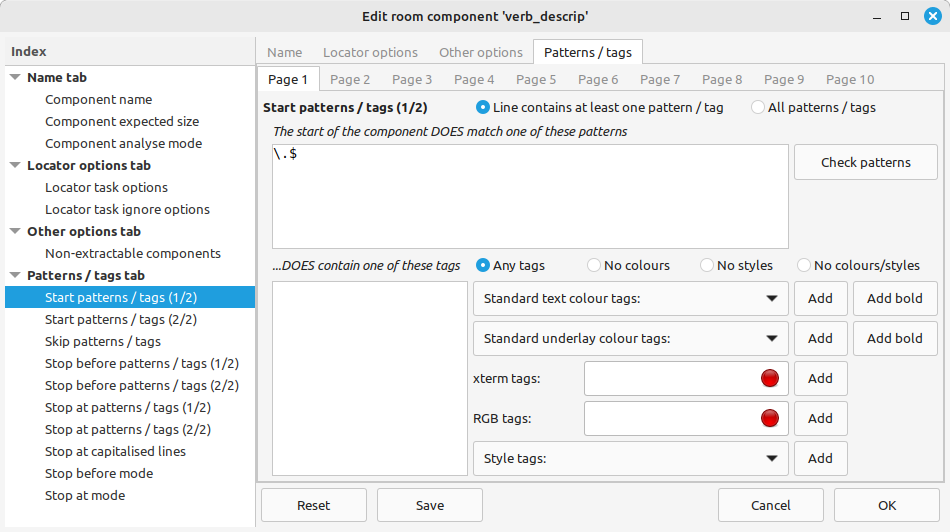 Edit room component 'verb_descrip'
Index
Name tab
Component name
Component expected size
Component analyse mode
Locator options tab
Locator task options
Locator task ignore options
Other options tab
Non-extractable components
Patterns / tags tab
Start patterns / tags (1/2)
Start patterns / tags (2/2)
Skip patterns / tags
Stop before patterns / tags (1/2)
Stop before patterns / tags (2/2)
Stop at patterns / tags (1/2)
Stop at patterns / tags (2/2)
Stop at capitalised lines
Stop before mode
Stop at mode
Name Locator options Other options Patterns / tags
Page 1 Page 2 Page 3 Page 4 Page 5 Page 6 Page 7 Page 8 Page 9 Page 10
Start patterns / tags (1/2) Line contains at least one pattern / tag All patterns / tags
The start of the component DOES match one of these patterns
\.$
Check patterns
...DOES contain one of these tags Any tags No colours No styles No colours/styles
Standard text colour tags: Add Add bold
Standard underlay colour tags: Add Add bold
xterm tags: Add
RGB tags: Add
Style tags: Add
Reset Save Cancel OK